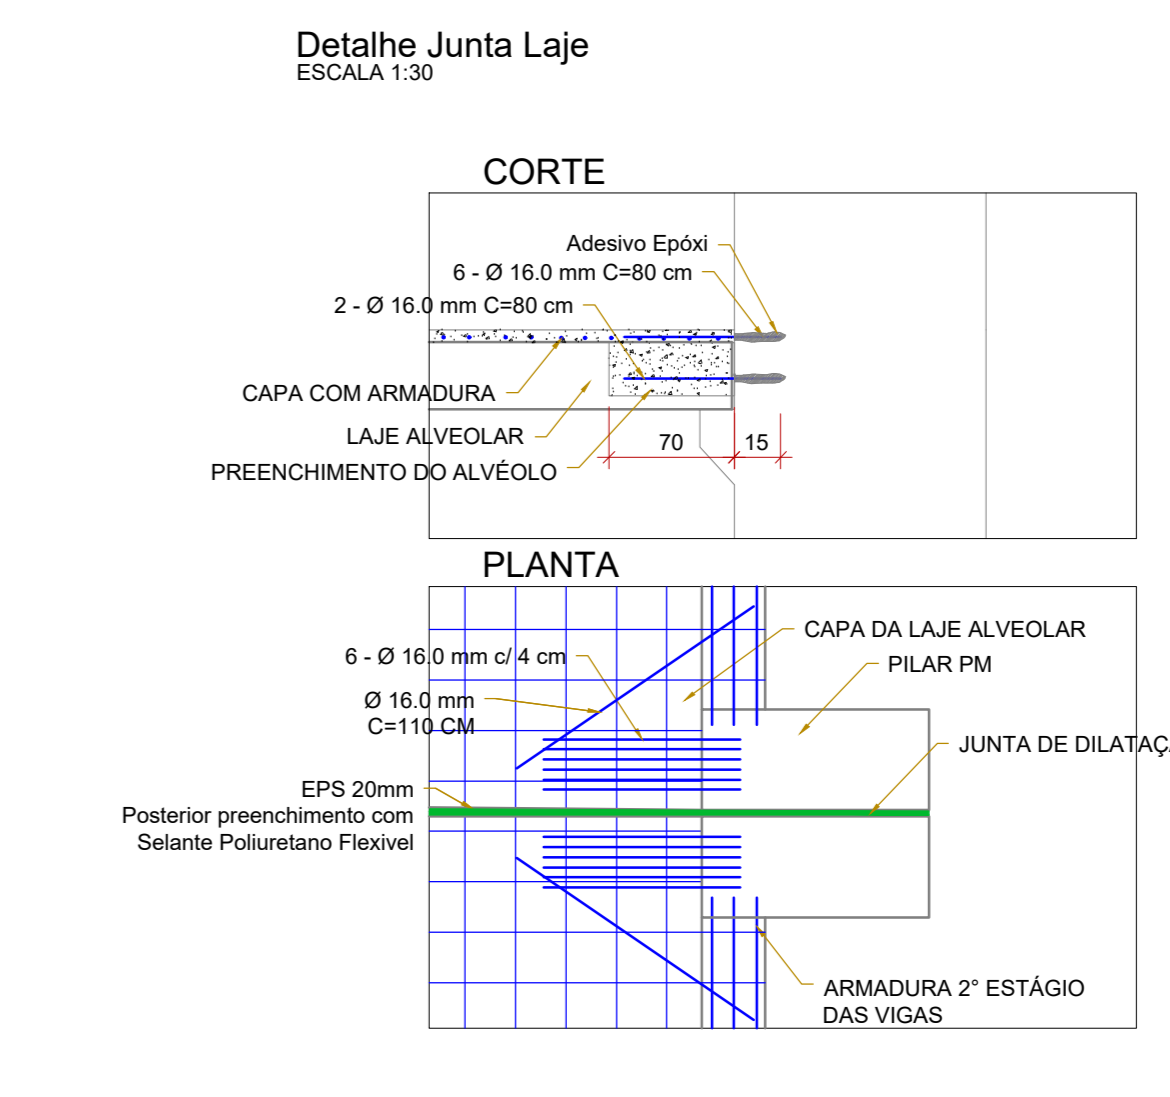 Detalhe Junta Laje
ESCALA 1:30
CORTE
Adesivo Epóxi
6 - Ø 16.0 mm C=80 cm
2 - Ø 16.0 mm C=80 cm
CAPA COM ARMADURA
LAJE ALVEOLAR
70
15
PREENCHIMENTO DO ALVÉOLO
PLANTA
CAPA DA LAJE ALVEOLAR
6 - Ø 16.0 mm c/ 4 cm
PILAR PM
Ø 16.0 mm
C=110 CM
JUNTA DE DILATAÇ
EPS 20mm
Posterior preenchimento com
Selante Poliuretano Flexivel
ARMADURA 2° ESTÁGIO
DAS VIGAS